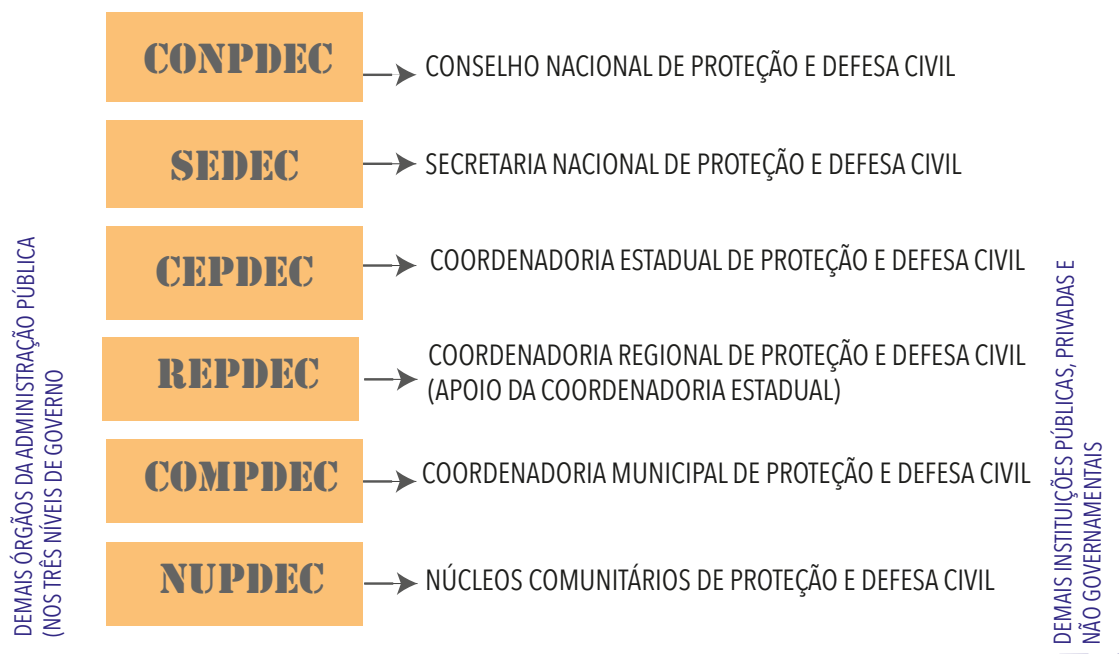 CONPDEC
CONSELHO NACIONAL DE PROTEÇÃO E DEFESA CIVIL
SEDEC
SECRETARIA NACIONAL DE PROTEÇÃO E DEFESA CIVIL
CEPDEC
COORDENADORIA ESTADUAL DE PROTEÇÃO E DEFESA CIVIL
REPDEC
COORDENADORIA REGIONAL DE PROTEÇÃO E DEFESA CIVIL
(APOIO DA COORDENADORIA ESTADUAL)
COMPDEC
COORDENADORIA MUNICIPAL DE PROTEÇÃO E DEFESA CIVIL
NUPDEC
NÚCLEOS COMUNITÁRIOS DE PROTEÇÃO E DEFESA CIVIL
DEMAIS ÓRGÃOS DA ADMINISTRAÇÃO PÚBLICA
(NOS TRÊS NÍVEIS DE GOVERNO
DEMAIS INSTITUIÇÕES PÚBLICAS, PRIVADAS E
NÃO GOVERNAMENTAIS